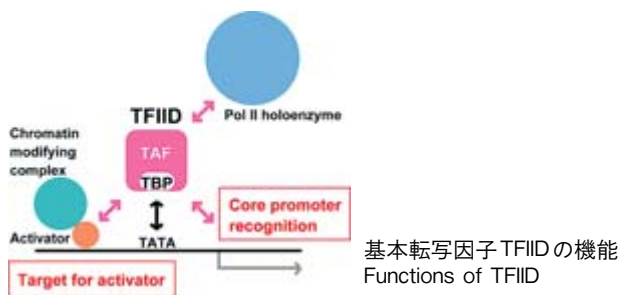 TFIID
Pol II holoenzyme
Chromatin
modifying
complex
TAF
TBP
Core promoter
recognition
Activator
TATA
Target for activator
基本転写因子TFIIDの機能
Functions of TFIID